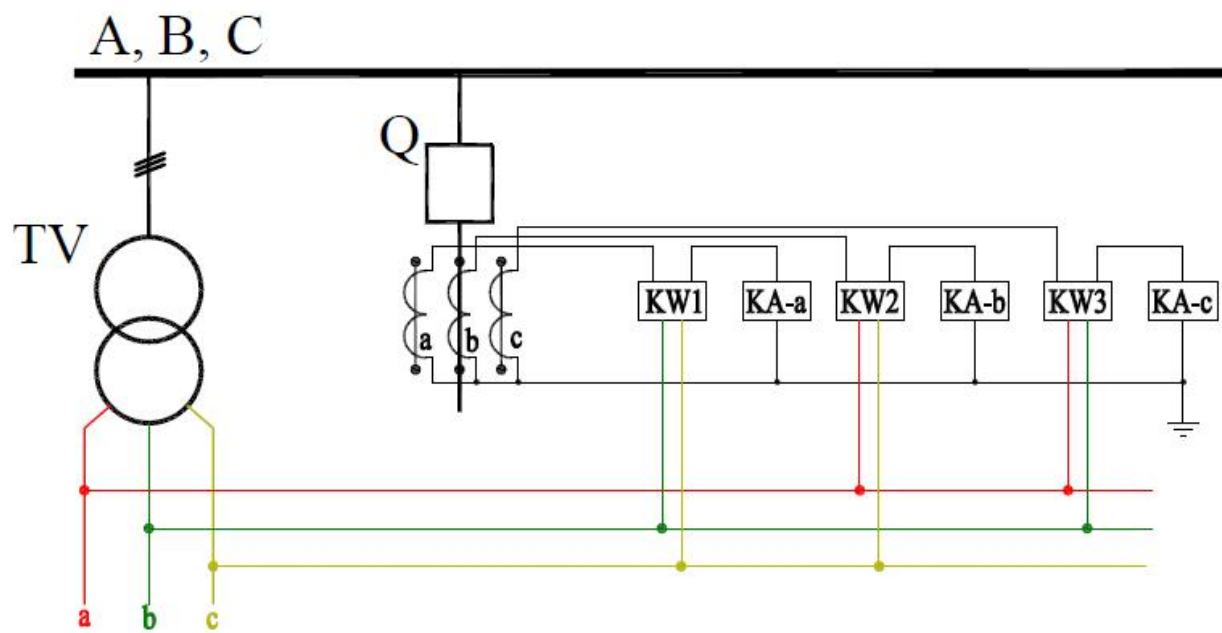 A, B, C
Q
TV
a b c
KW1 KA-a KW2 KA-b KW3 KA-c
a b c